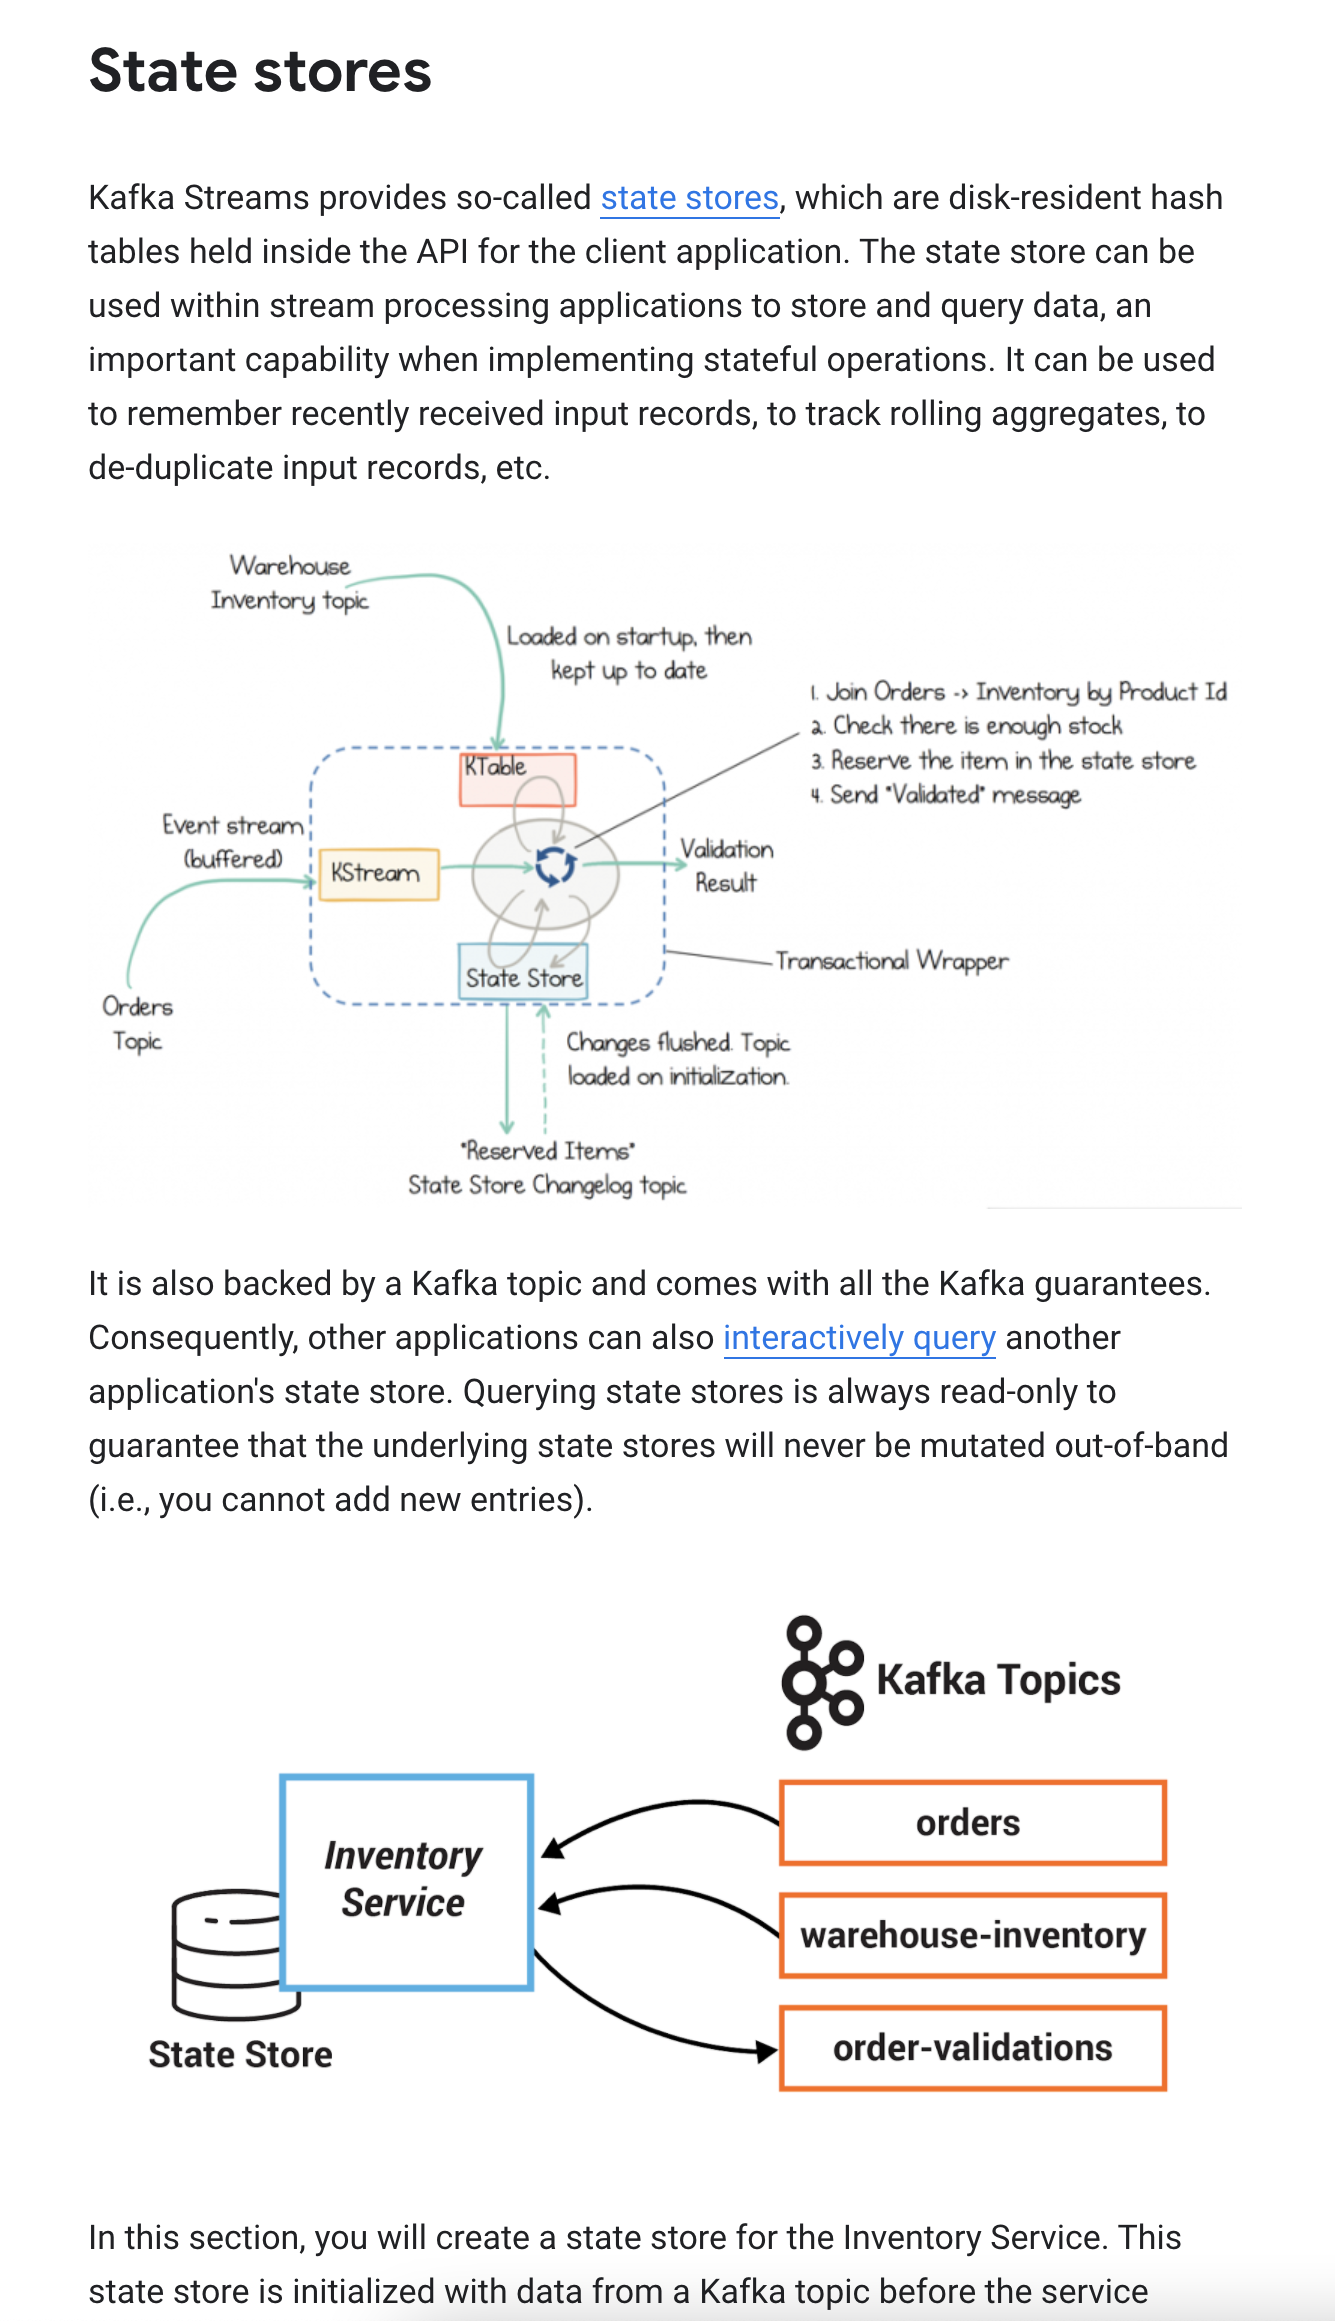 State stores
Kafka Streams provides so-called state stores, which are disk-resident hash
tables held inside the API for the client application. The state store can be
used within stream processing applications to store and query data, an
important capability when implementing stateful operations. It can be used
to remember recently received input records, to track rolling aggregates, to
de-duplicate input records, etc.
Warehouse
Inventory topic
Loaded on startup, then
kept up to date
1. Join Orders -> Inventory by Product Id
2. Check there is enough stock
3. Reserve the item in the state store
4. Send "Validated" message
KTable
Event stream
(buffered)
KStream
Validation
Result
State Store
Transactional Wrapper
Orders
Topic
Changes flushed. Topic
loaded on initialization.
"Reserved Items"
State Store Changelog topic
It is also backed by a Kafka topic and comes with all the Kafka guarantees.
Consequently, other applications can also interactively query another
application's state store. Querying state stores is always read-only to
guarantee that the underlying state stores will never be mutated out-of-band
(i.e., you cannot add new entries).
Kafka Topics
Inventory
Service
orders
warehouse-inventory
order-validations
State Store
In this section, you will create a state store for the Inventory Service. This
state store is initialized with data from a Kafka topic before the service